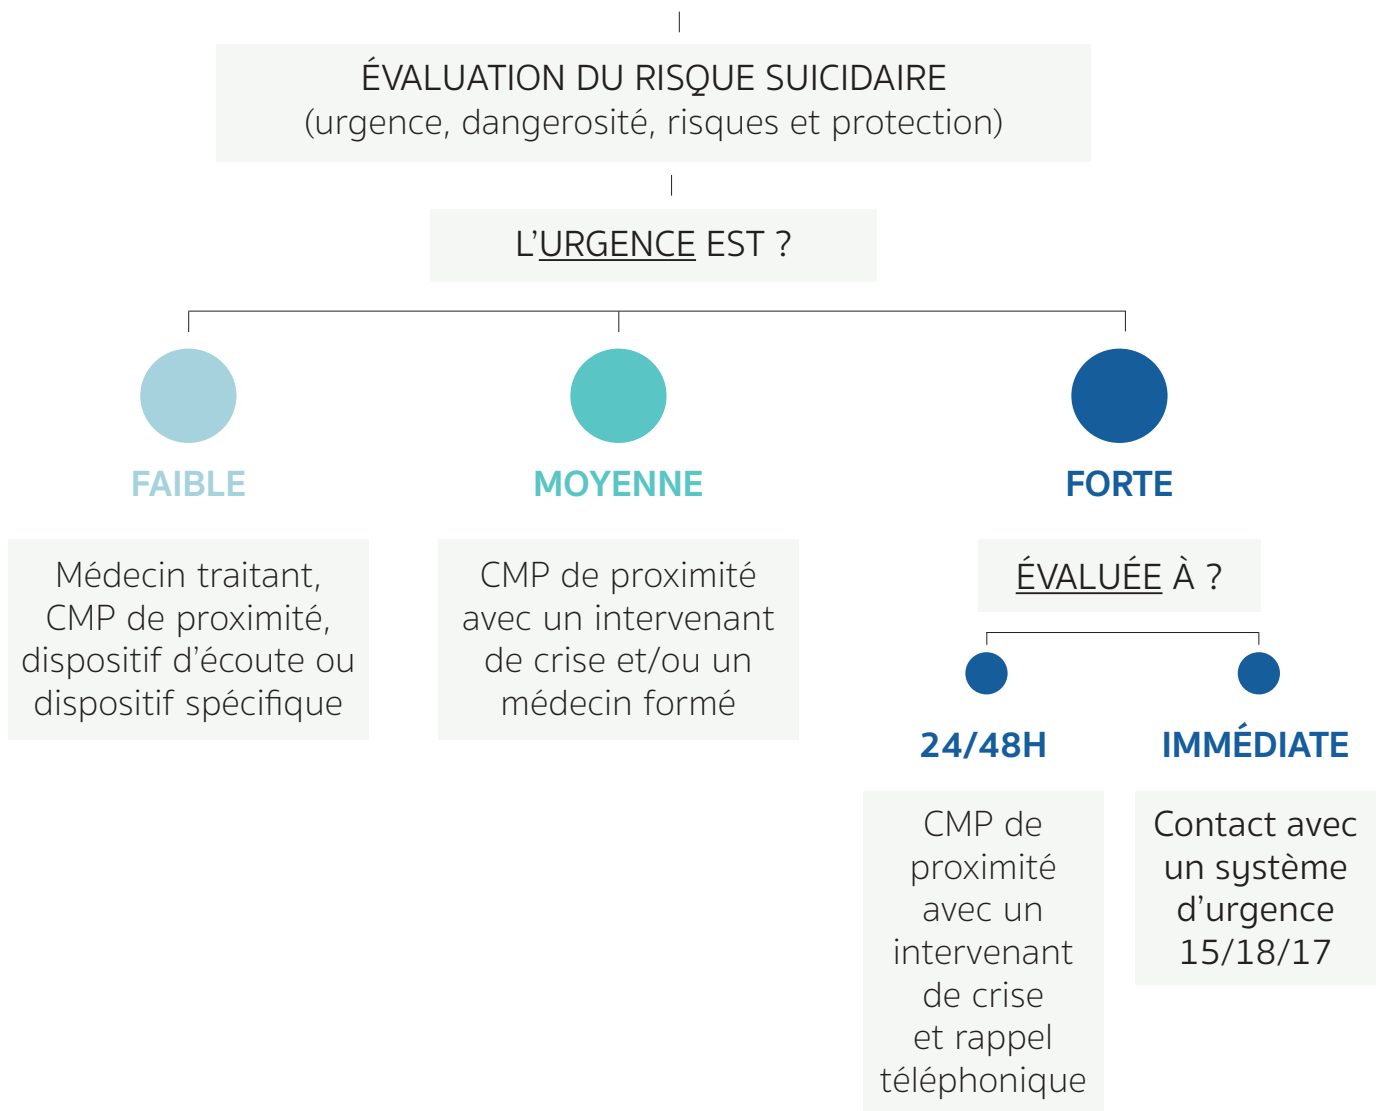 ÉVALUATION DU RISQUE SUICIDAIRE
(urgence, dangerosité, risques et protection)
L'URGENCE EST ?
FAIBLE
Médecin traitant,
CMP de proximité,
dispositif d'écoute ou
dispositif spécifique
MOYENNE
CMP de proximité
avec un intervenant
de crise et/ou un
médecin formé
FORTE
ÉVALUÉE À ?
24/48H
CMP de
proximité
avec un
intervenant
de crise
et rappel
téléphonique
IMMÉDIATE
Contact avec
un système
d'urgence
15/18/17